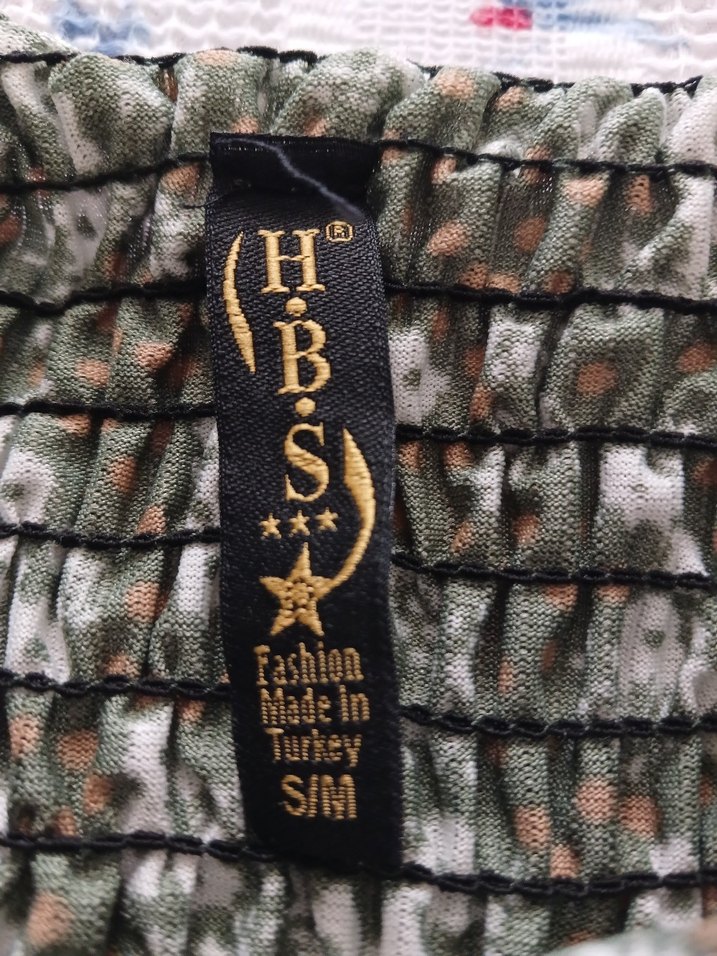 H.B.S®
Fashion
Made in
Turkey
S/M